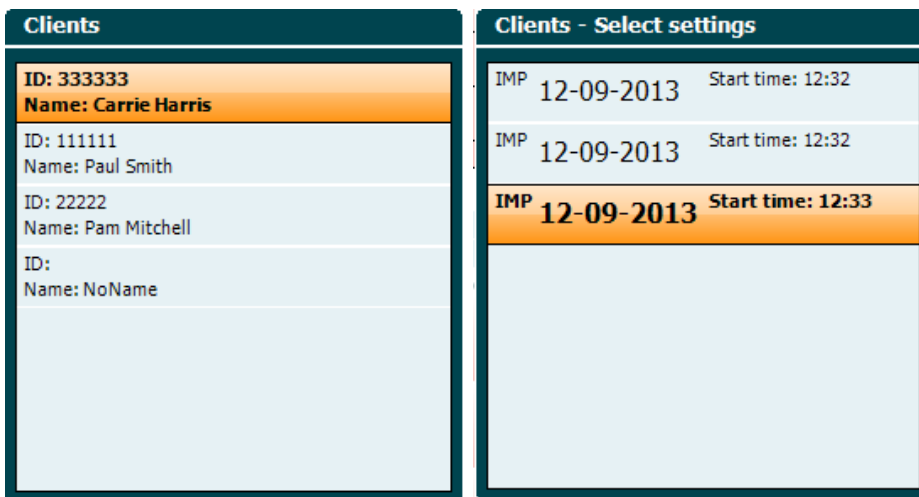 Clients
ID: 333333
Name: Carrie Harris
ID: 111111
Name: Paul Smith
ID: 22222
Name: Pam Mitchell
ID:
Name: NoName
Clients - Select settings
IMP 12-09-2013 Start time: 12:32
IMP 12-09-2013 Start time: 12:32
IMP 12-09-2013 Start time: 12:33